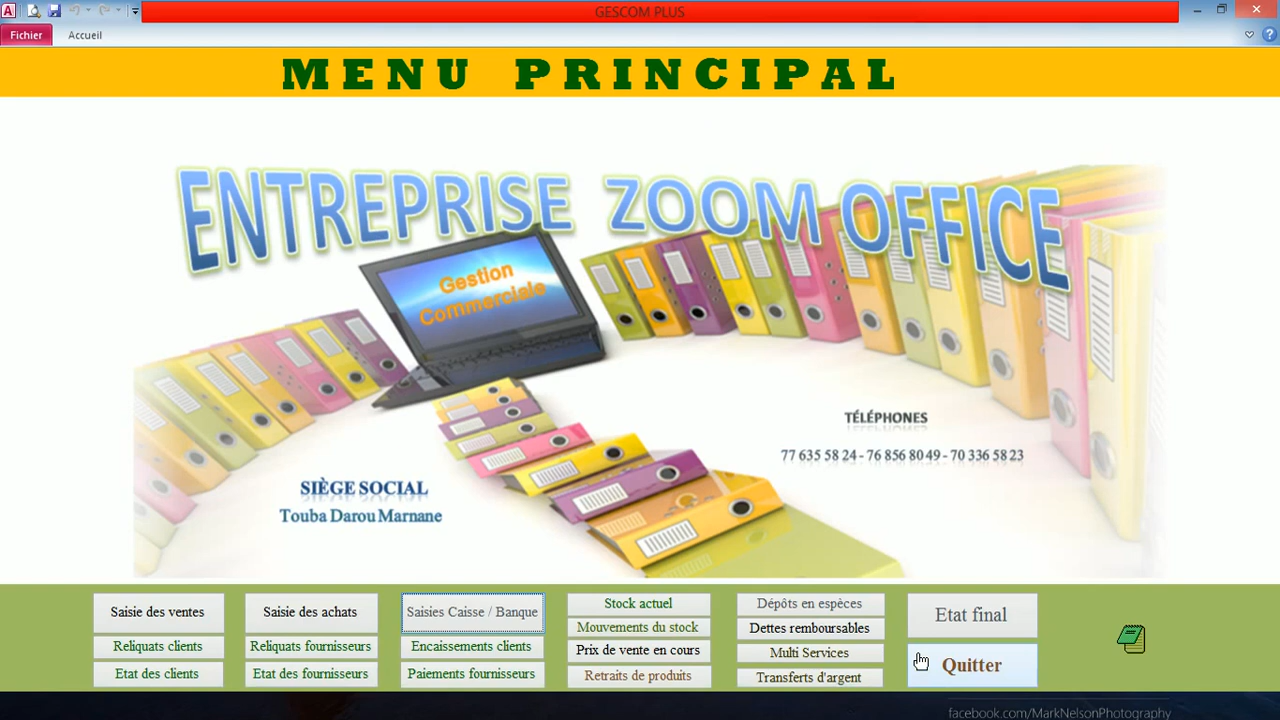 GESCOM PLUS
Fichier Accueil
MENU PRINCIPAL
ENTREPRISE ZOOM OFFICE
Gestion
Commerciale
TÉLÉPHONES
77 635 58 24 - 76 856 80 49 - 70 336 58 23
SIÈGE SOCIAL
Touba Darou Marnane
Saisie des ventes
Reliquats clients
Etat des clients
Saisie des achats
Reliquats fournisseurs
Etat des fournisseurs
Saisies Caisse / Banque
Encaissements clients
Paiements fournisseurs
Stock actuel
Mouvements du stock
Prix de vente en cours
Retraits de produits
Dépôts en espèces
Dettes remboursables
Multi Services
Transferts d'argent
Etat final
Quitter
facebook.com/MarkNelsonPhotography